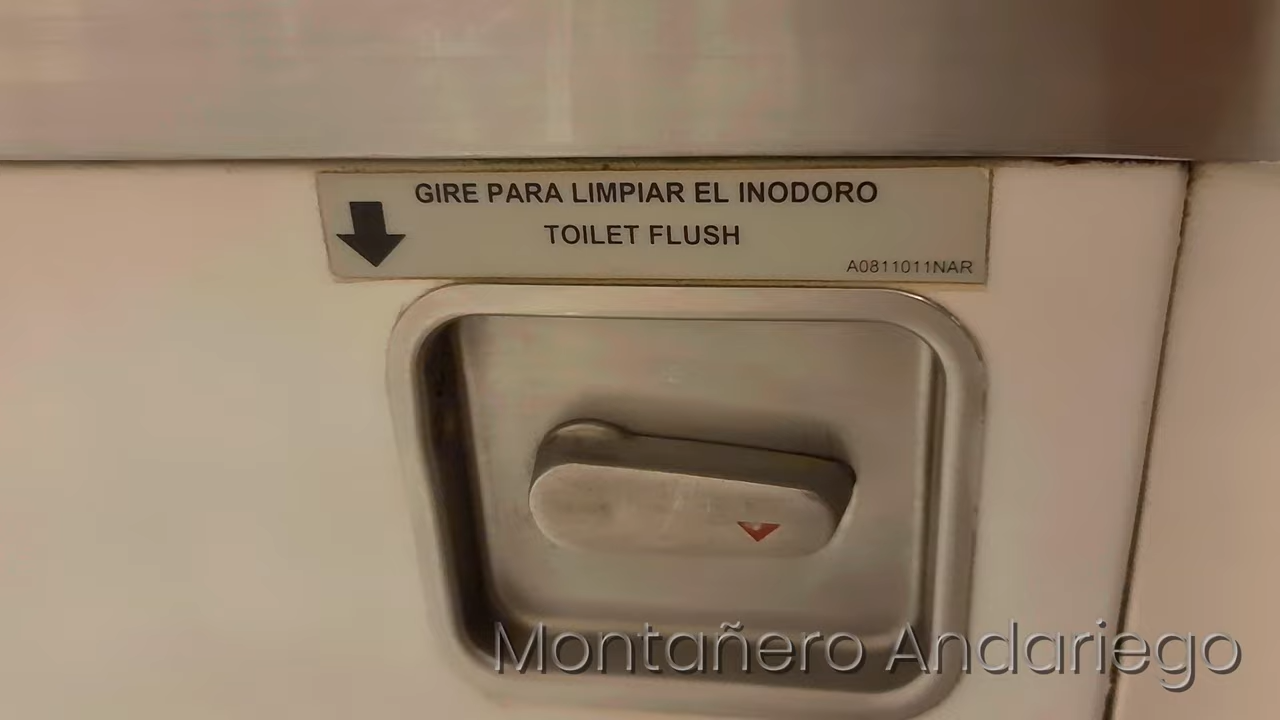 GIRE PARA LIMPIAR EL INODORO
TOILET FLUSH
A0811011NAR
Montañero Andariego